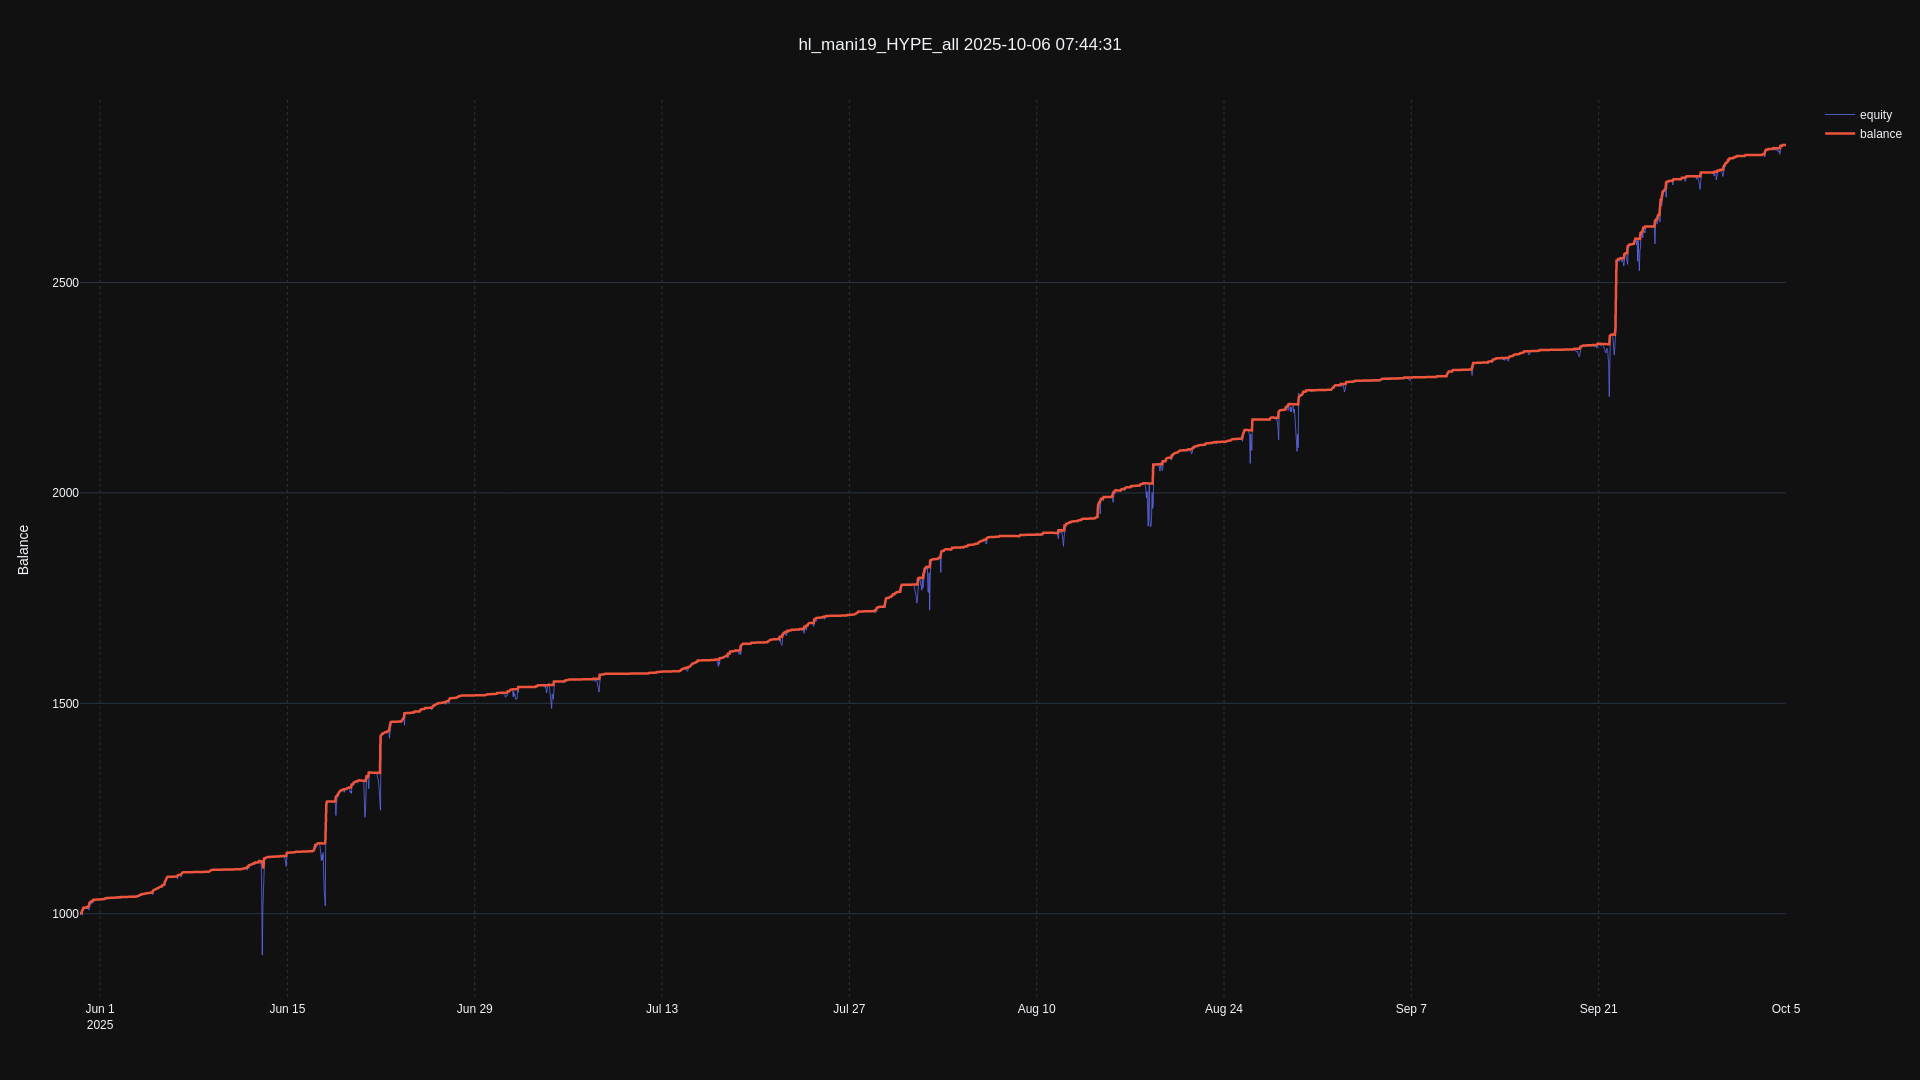 hl_mani19_HYPE_all 2025-10-06 07:44:31
equity
balance
2500
2000
1500
1000
Balance
Jun 1
2025
Jun 15
Jun 29
Jul 13
Jul 27
Aug 10
Aug 24
Sep 7
Sep 21
Oct 5